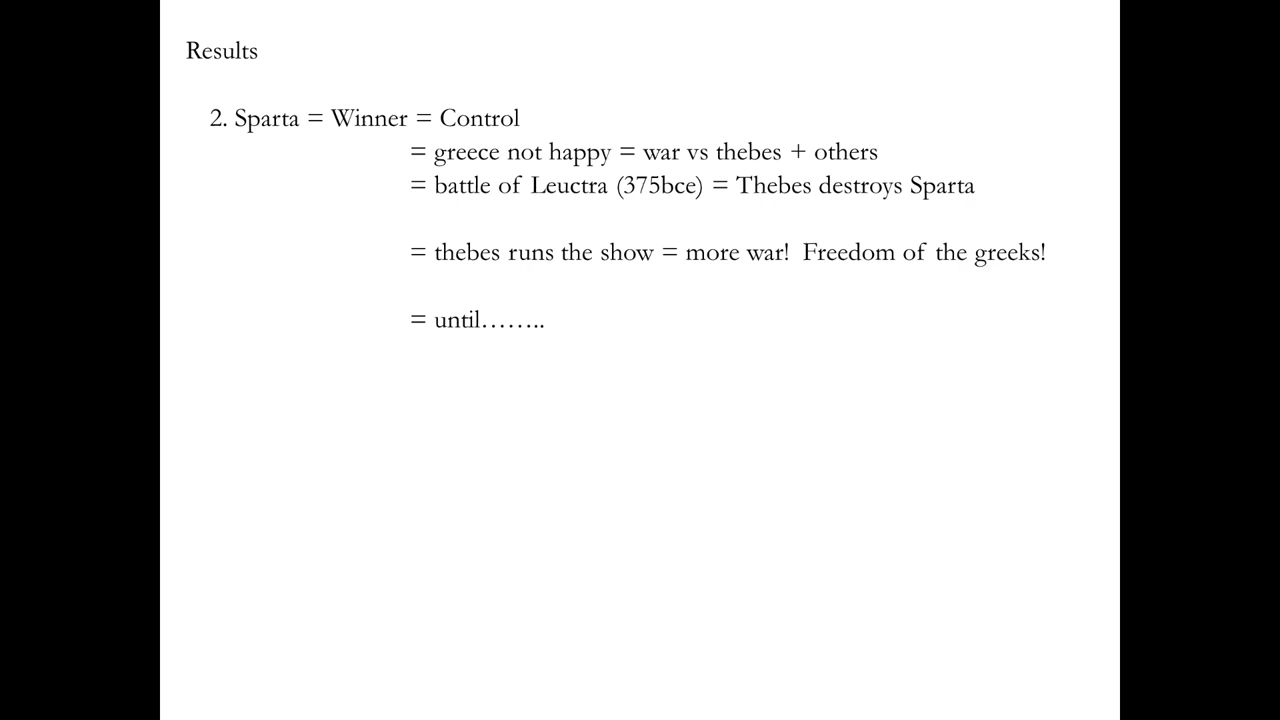 Results
2. Sparta = Winner = Control
= greece not happy = war vs thebes + others
= battle of Leuctra (375bce) = Thebes destroys Sparta
= thebes runs the show = more war!  Freedom of the greeks!
= until……..